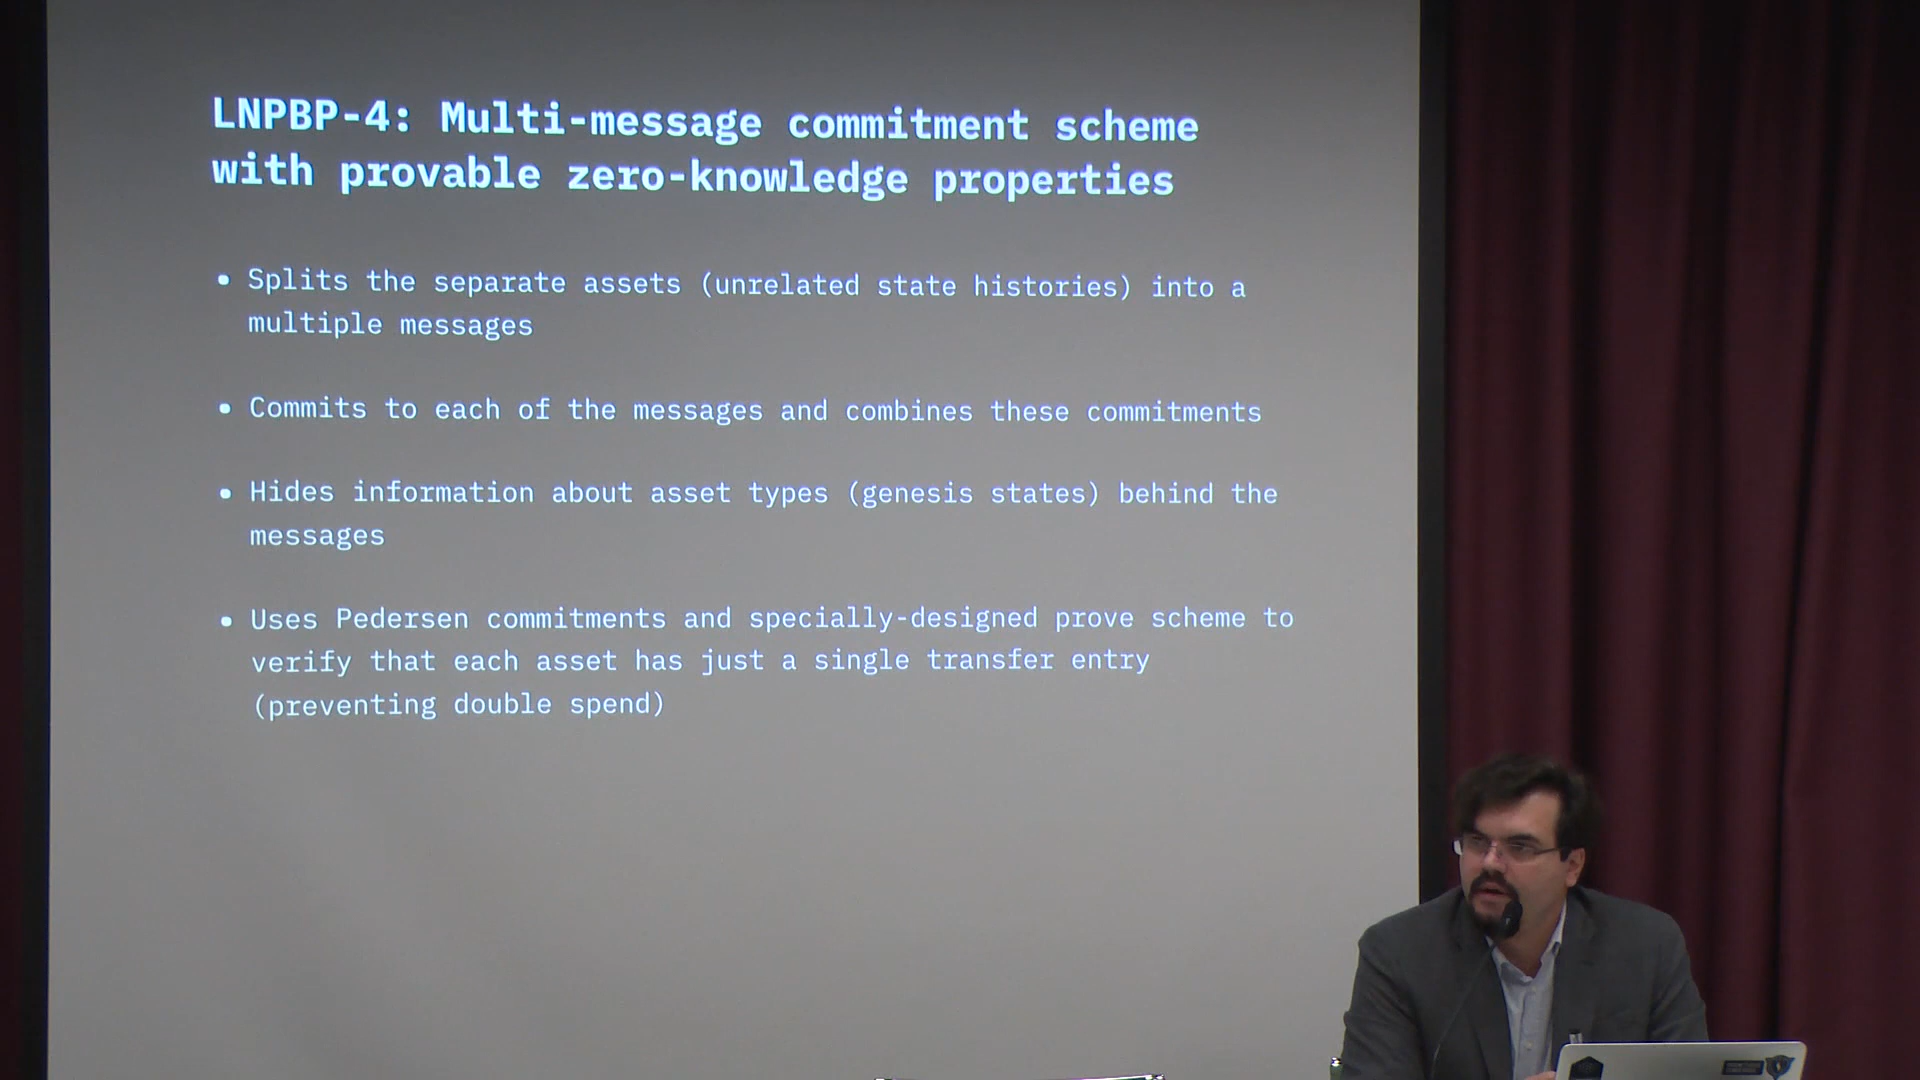 LNPBP-4: Multi-message commitment scheme
with provable zero-knowledge properties
• Splits the separate assets (unrelated state histories) into a
multiple messages
• Commits to each of the messages and combines these commitments
• Hides information about asset types (genesis states) behind the
messages
• Uses Pedersen commitments and specially-designed prove scheme to
verify that each asset has just a single transfer entry
(preventing double spend)